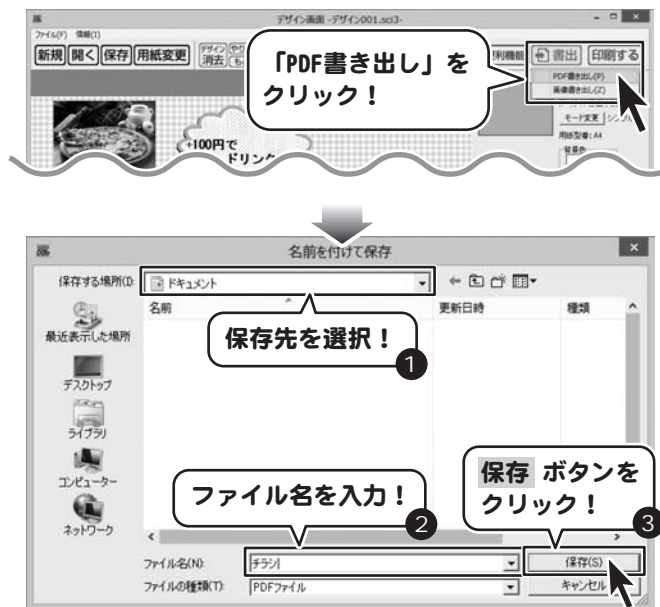 デザイン画面 -デザイン001.sci3-
ファイル(F) 情報(I)
新規 開く 保存 用紙変更 デザイン消去
書出 印刷する
「PDF書き出し」を
クリック！
PDF書き出し(P)
画像書き出し(Z)
モード変更
用紙型番: A4
背景色
+100円で
ドリンク
名前を付けて保存
保存する場所(I):
ドキュメント
名前
更新日時
種類
保存先を選択！
1
最近表示した場所
デスクトップ
ライブラリ
コンピューター
ネットワーク
ファイル名を入力！
2
保存 ボタンを
クリック！
3
ファイル名(N):
チラシ
保存(S)
ファイルの種類(T):
PDFファイル
キャンセル